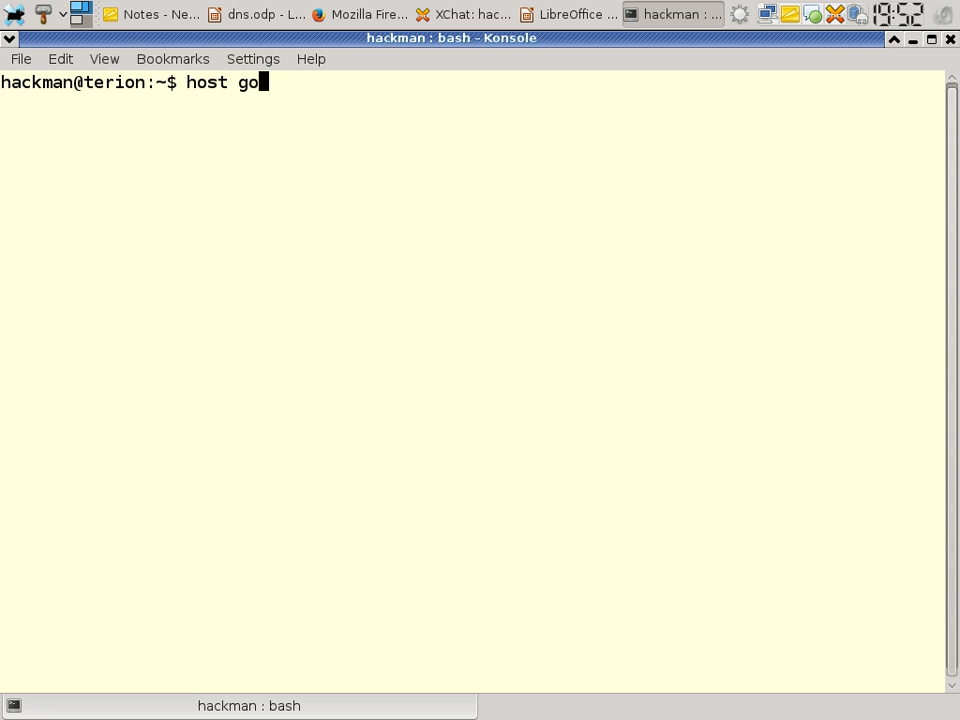 Notes - Ne... dns.odp - L... Mozilla Fire... XChat: hac... LibreOffice ... hackman : ... 19:52
hackman : bash - Konsole
File Edit View Bookmarks Settings Help
hackman@terion:~$ host go
hackman : bash